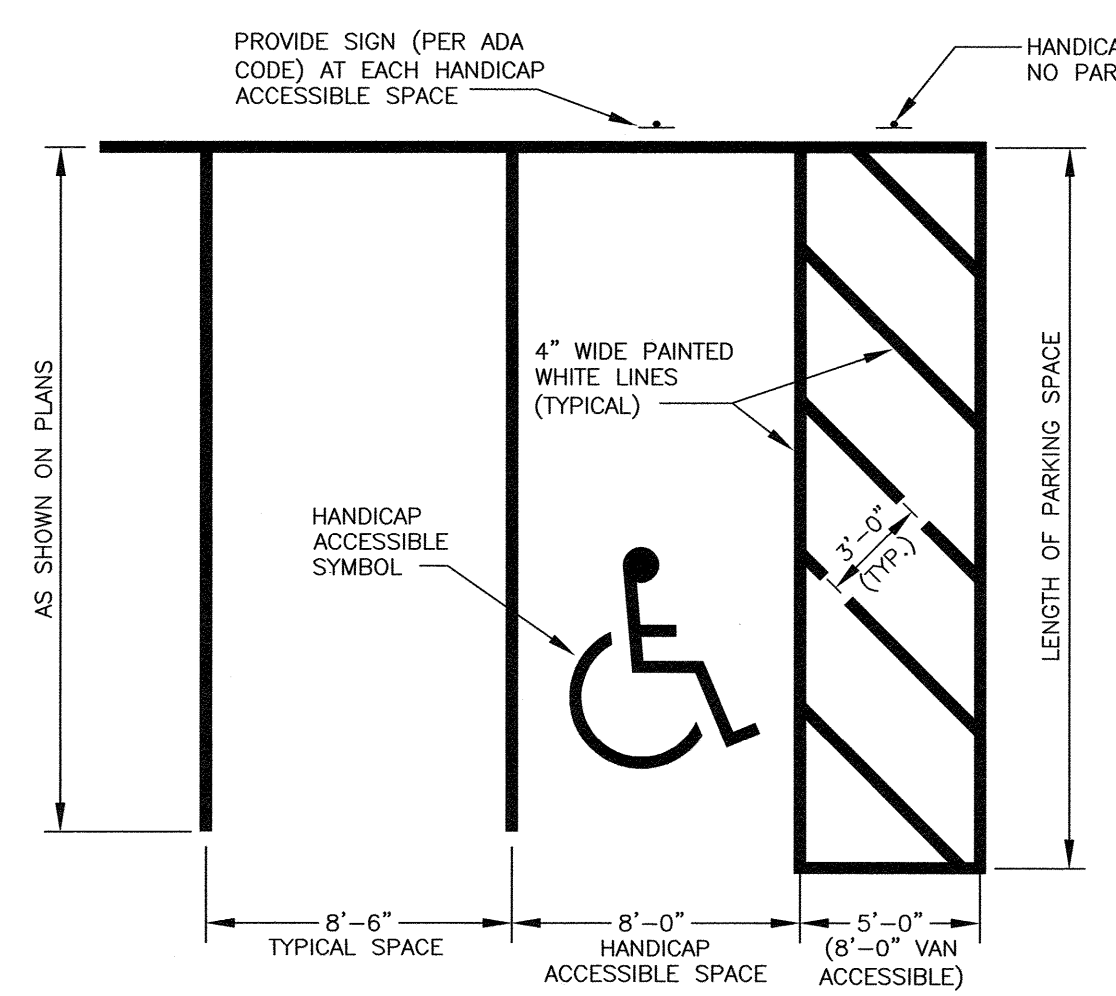 PROVIDE SIGN (PER ADA
CODE) AT EACH HANDICAP
ACCESSIBLE SPACE
NO
4" WIDE PAINTED
WHITE LINES
(TYPICAL)
HANDICAP
ACCESSIBLE
SYMBOL
3'-0"
(TYP.)
AS SHOWN ON PLANS
LENGTH OF PARKING SPACE
8'-6"
TYPICAL SPACE
8'-0"
HANDICAP
ACCESSIBLE SPACE
5'-0"
(8'-0" VAN
ACCESSIBLE)